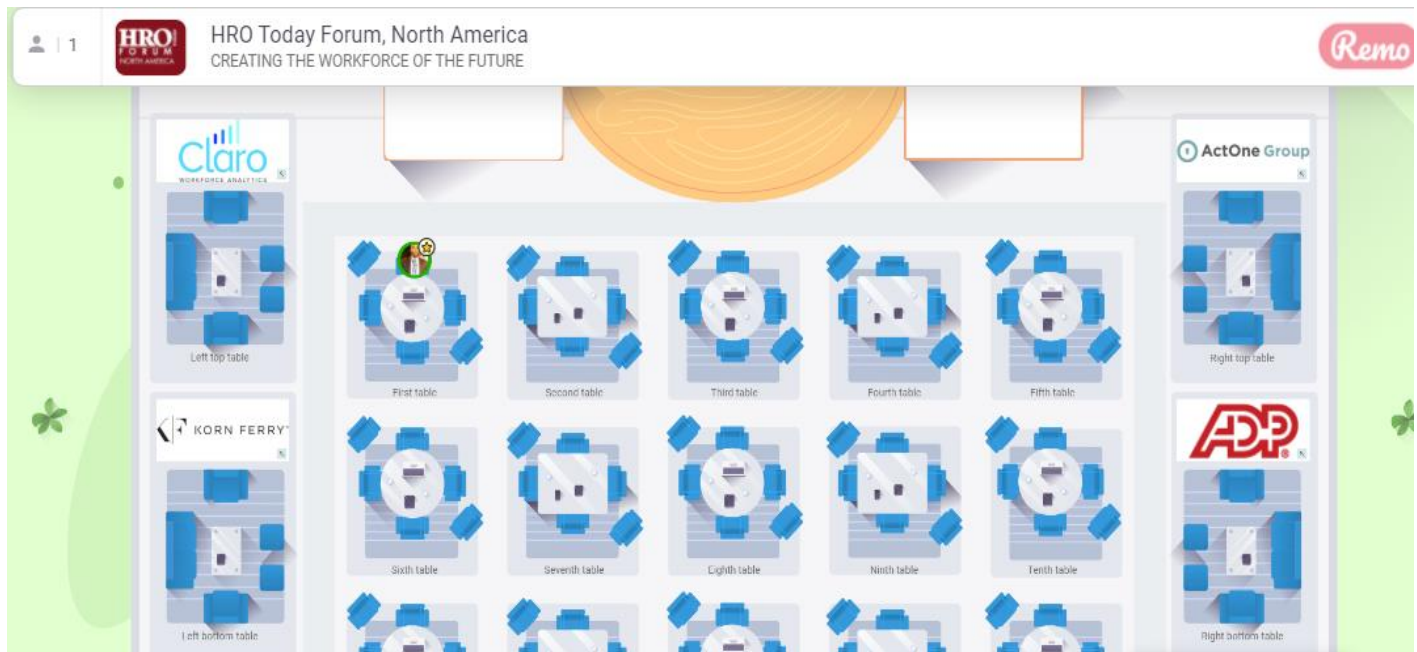 1
HRO
FORUM
NORTH AMERICA
HRO Today Forum, North America
CREATING THE WORKFORCE OF THE FUTURE
Remo
Claro
WORKFORCE ANALYTICS
ActOne Group
Left top table
First table
Second table
Third table
Fourth table
Fifth table
Right top table
KF KORN FERRY
ADP
Sixth table
Seventh table
Eighth table
Ninth table
Tenth table
Left bottom table
Right bottom table